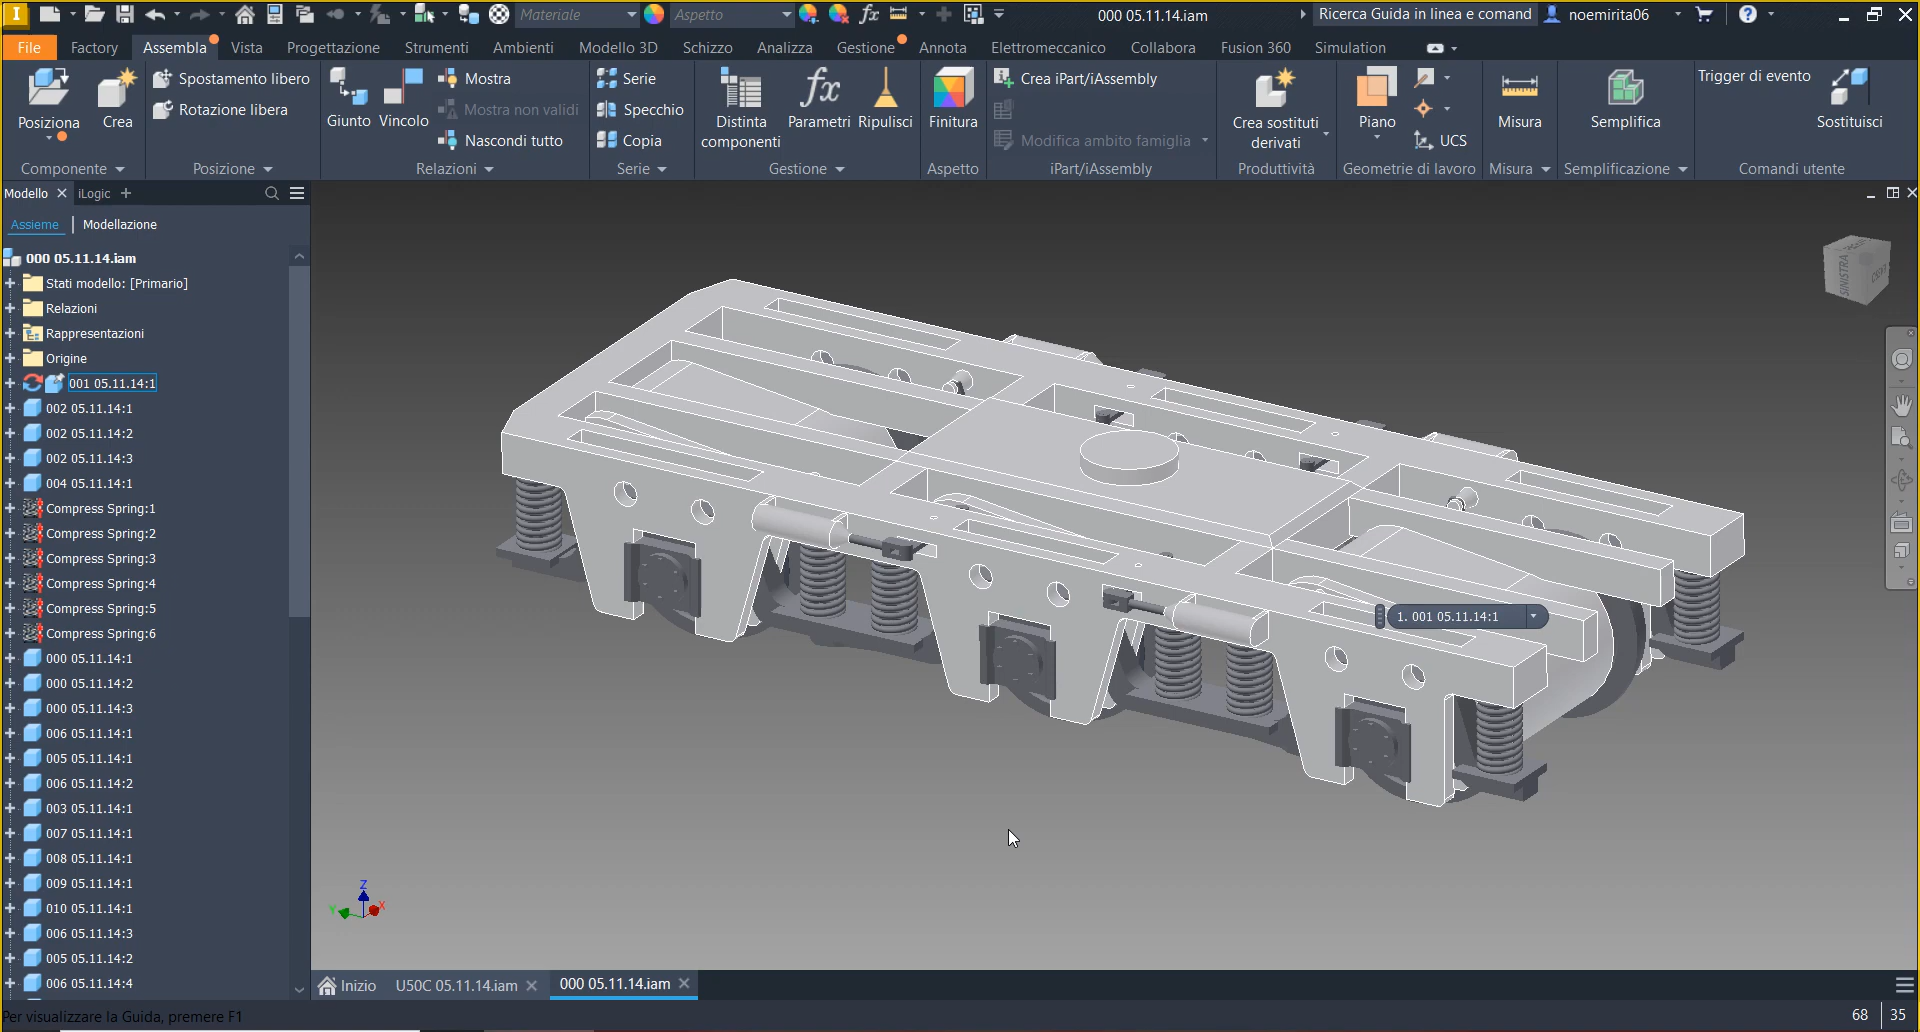 Materiale
Aspetto
000 05.11.14.iam
Ricerca Guida in linea e comand
noemirita06
File
Factory
Assembla
Vista
Progettazione
Strumenti
Ambienti
Modello 3D
Schizzo
Analizza
Gestione
Annota
Elettromeccanico
Collabora
Fusion 360
Simulation
Posiziona
Crea
Componente
Spostamento libero
Rotazione libera
Posizione
Giunto
Vincolo
Mostra
Mostra non validi
Nascondi tutto
Relazioni
Serie
Specchio
Copia
Serie
Distinta
componenti
Parametri
Ripulisci
Gestione
Finitura
Aspetto
Crea iPart/iAssembly
Modifica ambito famiglia
iPart/iAssembly
Crea sostituti
derivati
Produttività
Piano
UCS
Geometrie di lavoro
Misura
Misura
Semplifica
Semplificazione
Trigger di evento
Sostituisci
Comandi utente
Modello
iLogic
Assieme
Modellazione
000 05.11.14.iam
Stati modello: [Primario]
Relazioni
Rappresentazioni
Origine
001 05.11.14:1
002 05.11.14:1
002 05.11.14:2
002 05.11.14:3
004 05.11.14:1
Compress Spring:1
Compress Spring:2
Compress Spring:3
Compress Spring:4
Compress Spring:5
Compress Spring:6
000 05.11.14:1
000 05.11.14:2
000 05.11.14:3
006 05.11.14:1
005 05.11.14:1
006 05.11.14:2
003 05.11.14:1
007 05.11.14:1
008 05.11.14:1
009 05.11.14:1
010 05.11.14:1
006 05.11.14:3
005 05.11.14:2
006 05.11.14:4
SINISTRA
1. 001 05.11.14:1
Z
Y
X
Inizio
U50C 05.11.14.iam
000 05.11.14.iam
Per visualizzare la Guida, premere F1
68
35